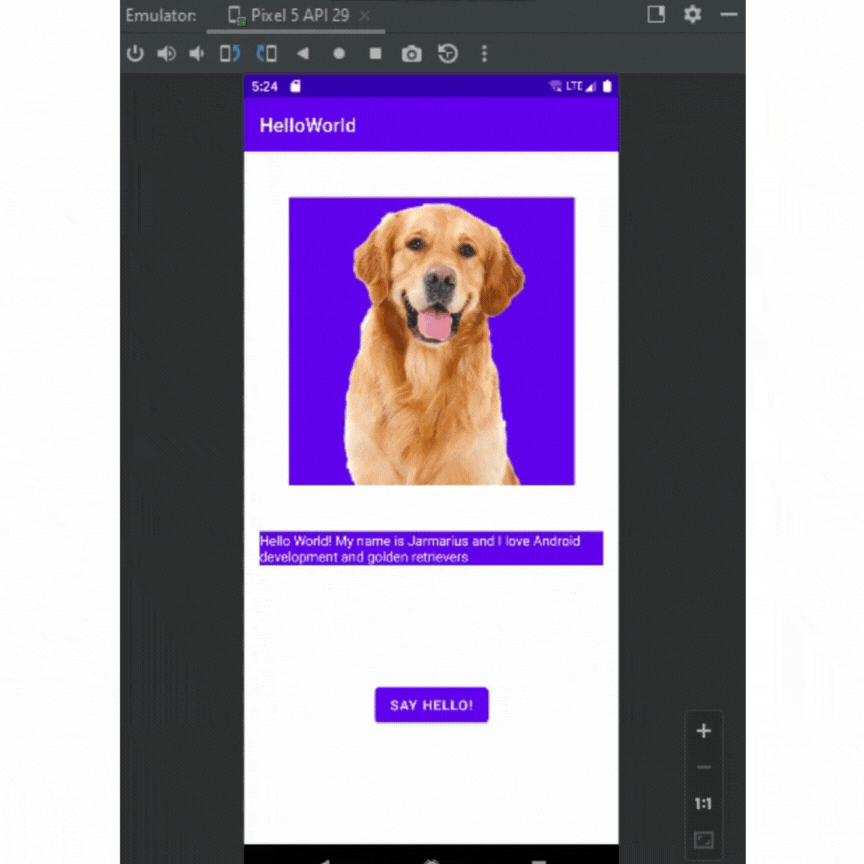 Emulator: Pixel 5 API 29
5:24 LTE
HelloWorld
Hello World! My name is Jarmarius and I love Android
development and golden retrievers
SAY HELLO!
1:1